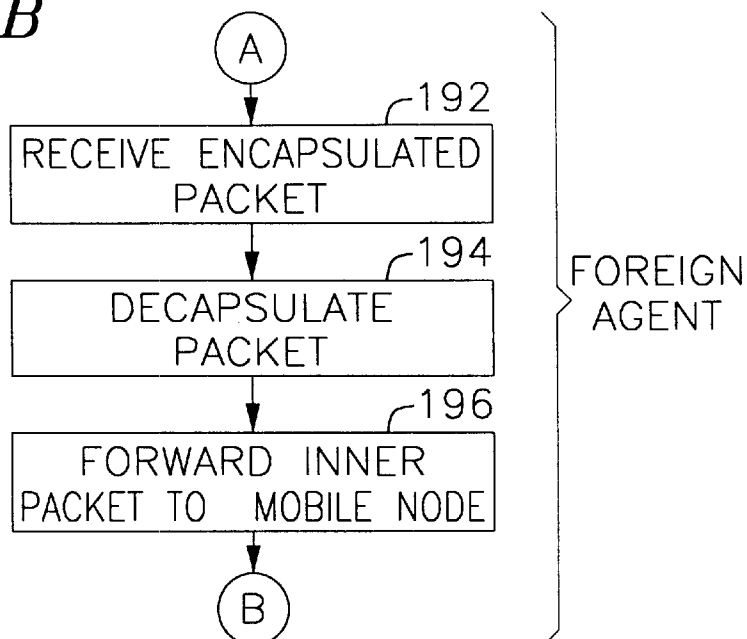 B
A
192
RECEIVE ENCAPSULATED
PACKET
194
DECAPSULATE
PACKET
FOREIGN
AGENT
196
FORWARD INNER
PACKET TO MOBILE NODE
B